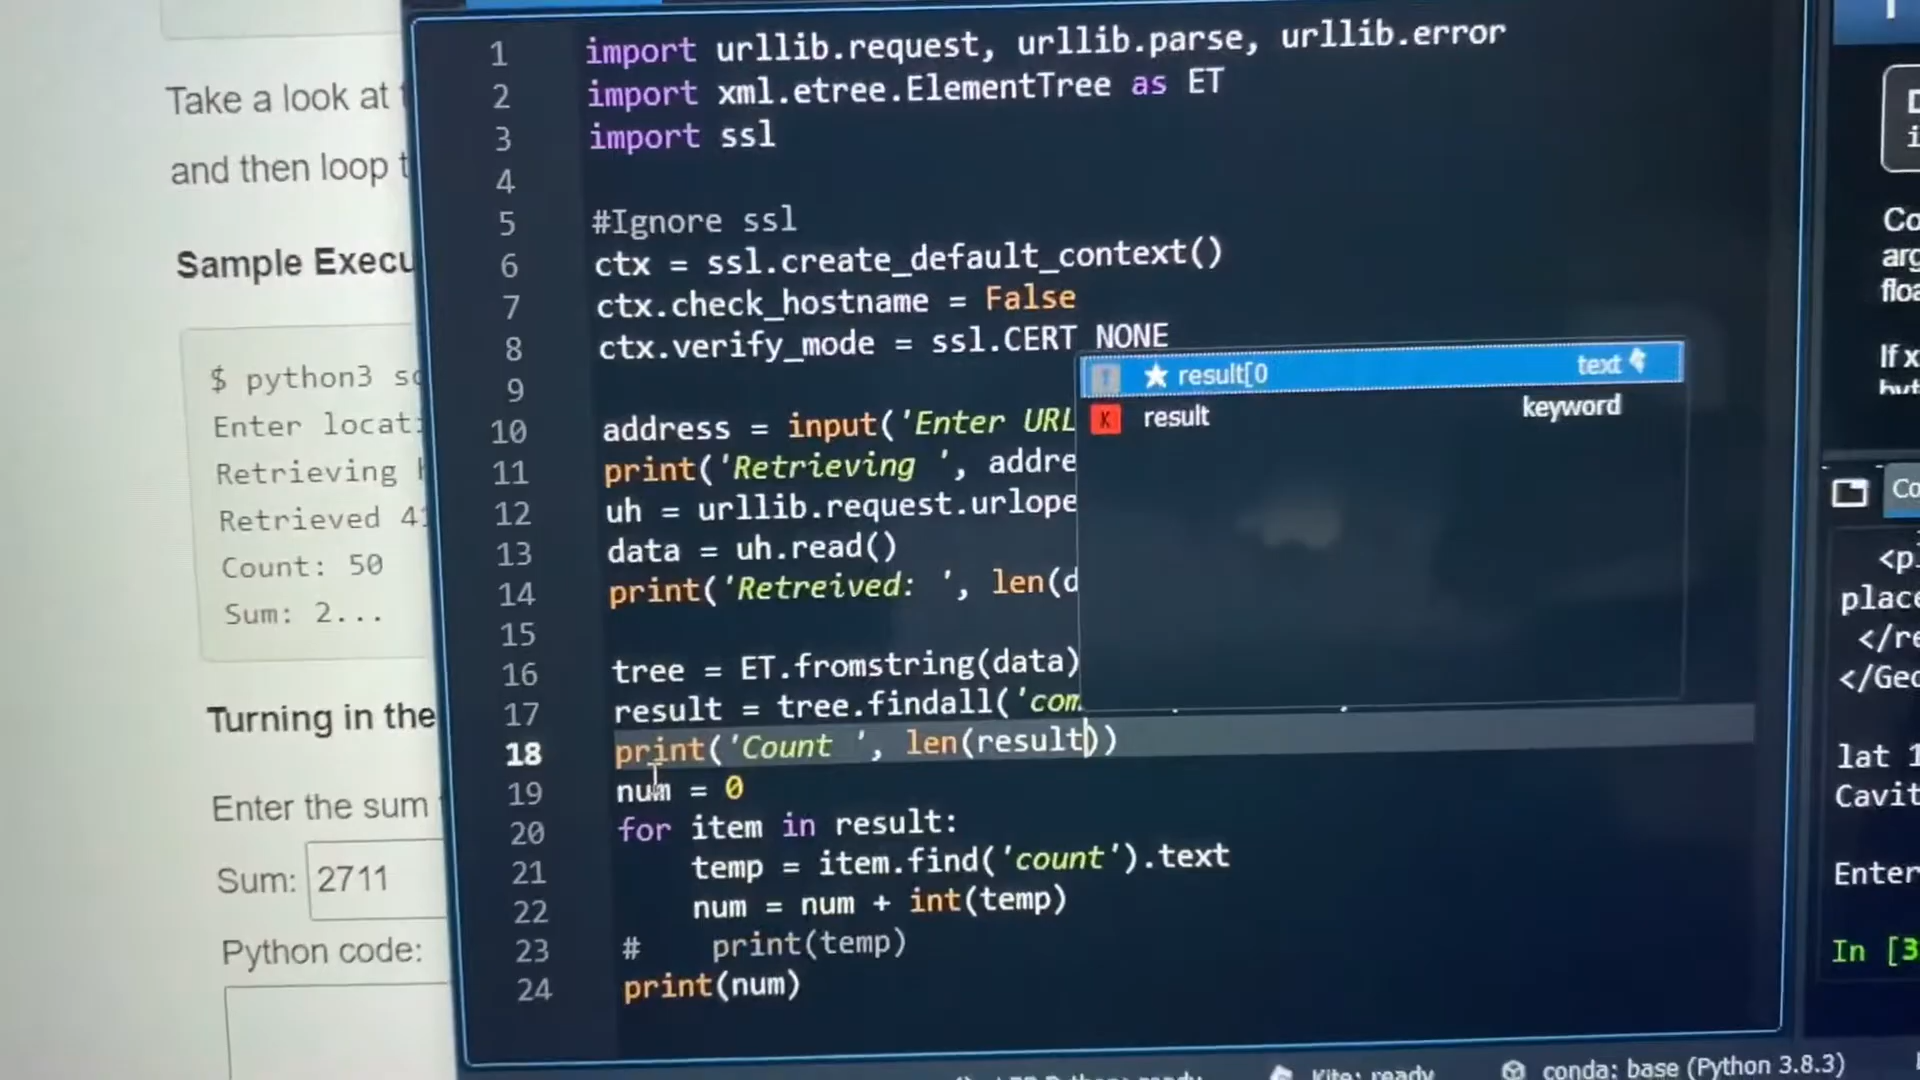 Take a look at
and then loop
Sample Execu
$ python3
Enter locat
Retrieving
Retrieved 4
Count: 50
Sum: 2...
Turning in the
Enter the sum
Sum: 2711
Python code:
1 import urllib.request, urllib.parse, urllib.error
2 import xml.etree.ElementTree as ET
3 import ssl
4
5 #Ignore ssl
6 ctx = ssl.create_default_context()
7 ctx.check_hostname = False
8 ctx.verify_mode = ssl.CERT_NONE
9
10 address = input('Enter URL
11 print('Retrieving ', addre
12 uh = urllib.request.urlope
13 data = uh.read()
14 print('Retreived: ', len(d
15
16 tree = ET.fromstring(data)
17 result = tree.findall('com
18 print('Count ', len(result))
19 num = 0
20 for item in result:
21 temp = item.find('count').text
22 num = num + int(temp)
23 # print(temp)
24 print(num)
result[0 text
result keyword
Kite: ready
conda: base (Python 3.8.3)
Co
arg
floa
If x
Co
<p
place
</re
</Geo
lat 1
Cavit
Enter
In [3